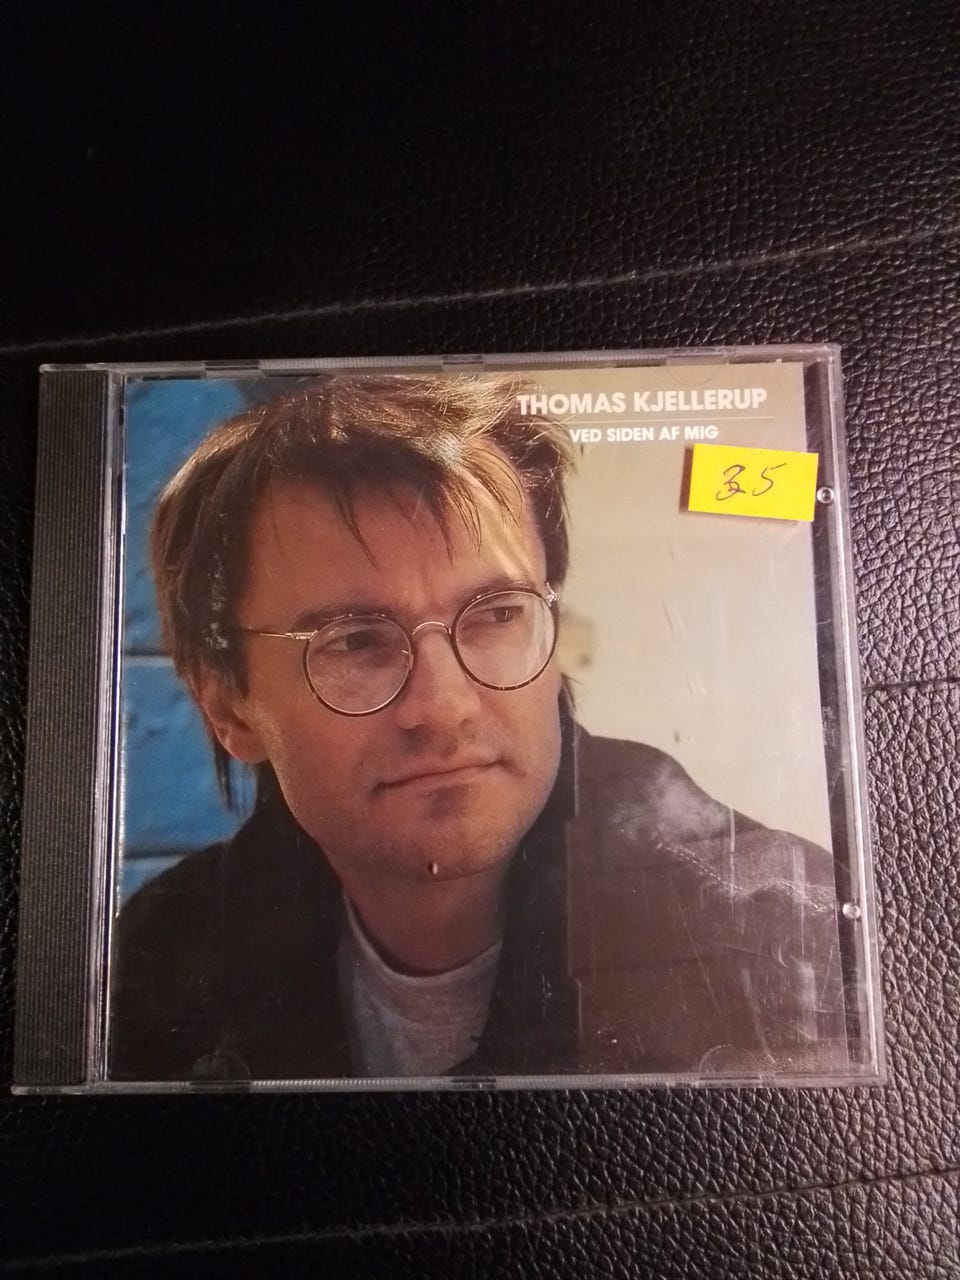 THOMAS KJELLERUP
VED SIDEN AF MIG
35